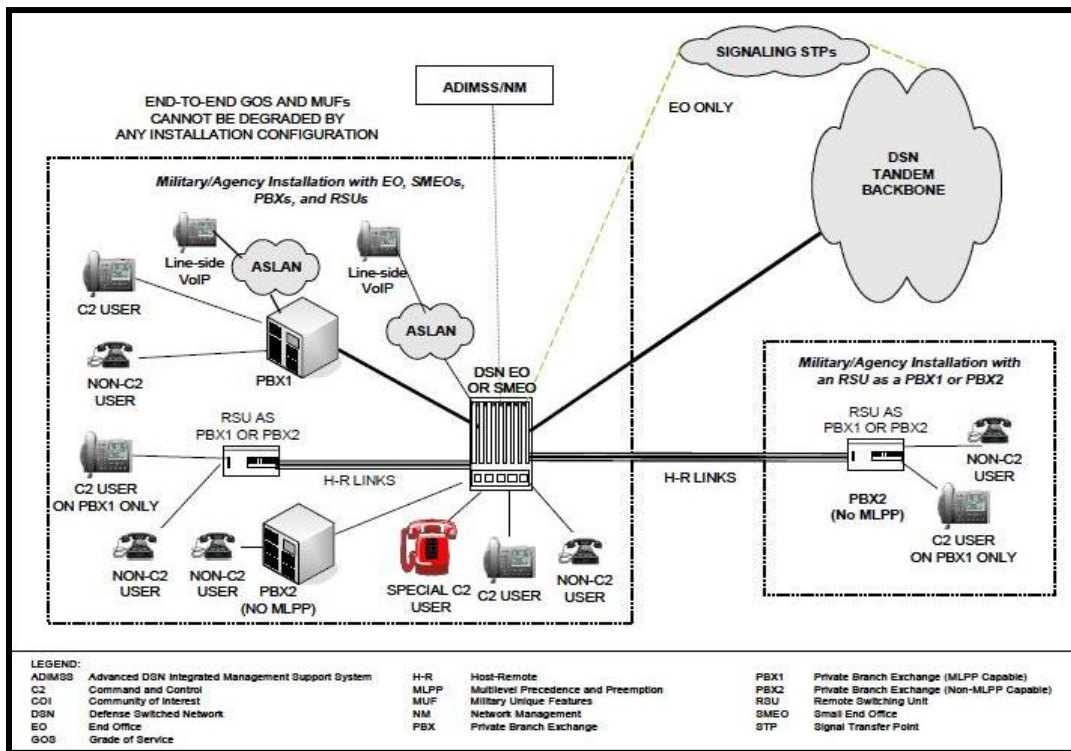 SIGNALING STPs
ADIMSS/NM
EO ONLY
END-TO-END GOS AND MUFs
CANNOT BE DEGRADED BY
ANY INSTALLATION CONFIGURATION
DSN
TANDEM
BACKBONE
Military/Agency Installation with EO, SMEOs,
PBXs, and RSUs
Line-side
VoIP
ASLAN
Line-side
VoIP
ASLAN
C2 USER
PBX1
NON-C2
USER
DSN EO
OR SMEO
RSU AS
PBX1 OR PBX2
H-R LINKS
C2 USER
ON PBX1 ONLY
NON-C2
USER
NON-C2
USER
PBX2
(NO MLPP)
SPECIAL C2
USER
C2 USER
NON-C2
USER
H-R LINKS
Military/Agency Installation with
an RSU as a PBX1 or PBX2
RSU AS
PBX1 OR PBX2
NON-C2
USER
PBX2
(No MLPP)
C2 USER
ON PBX1 ONLY
LEGEND:
ADIMSS Advanced DSN Integrated Management Support System
C2 Command and Control
COI Community of Interest
DSN Defense Switched Network
EO End Office
GOS Grade of Service
H-R Host-Remote
MLPP Multilevel Precedence and Preemption
MUF Military Unique Features
NM Network Management
PBX Private Branch Exchange
PBX1 Private Branch Exchange (MLPP Capable)
PBX2 Private Branch Exchange (Non-MLPP Capable)
RSU Remote Switching Unit
SMEO Small End Office
STP Signal Transfer Point